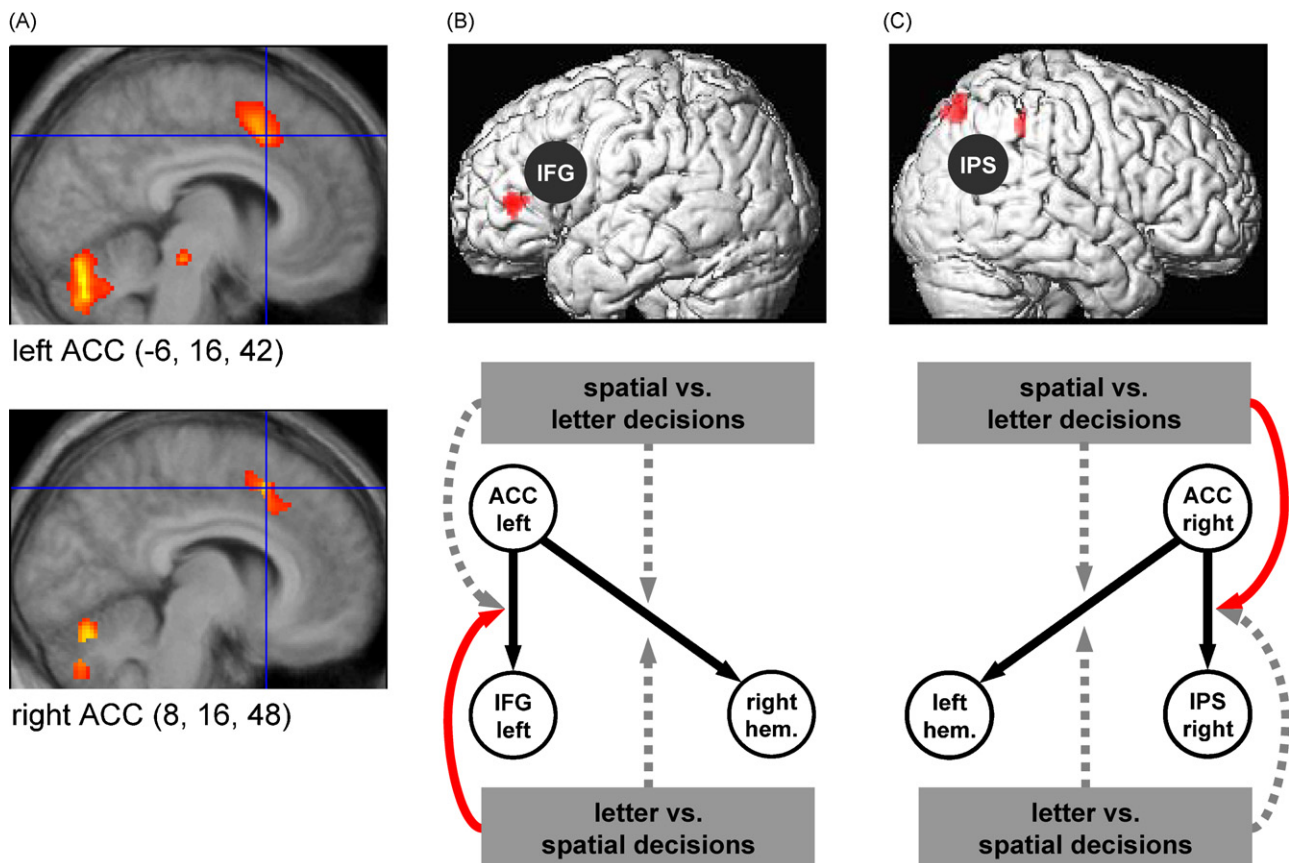 (A)
left ACC (-6, 16, 42)
right ACC (8, 16, 48)
(B)
IFG
spatial vs.
letter decisions
ACC
left
IFG
left
right
hem.
letter vs.
spatial decisions
(C)
IPS
spatial vs.
letter decisions
ACC
right
left
hem.
IPS
right
letter vs.
spatial decisions